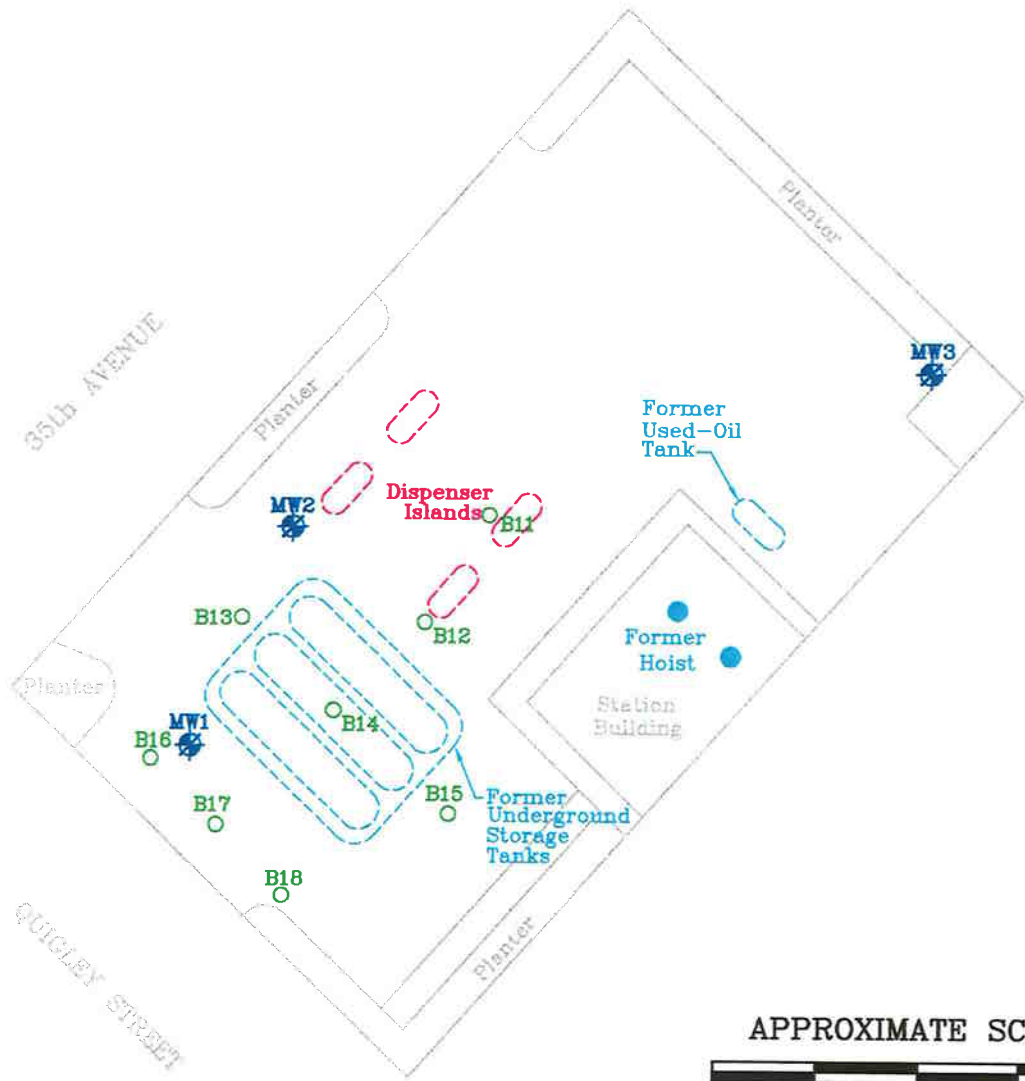 Planter
35th AVENUE
Planter
MW3
Former
Used-Oil
Tank
Dispenser
Islands
MW2
B11
B13
B12
Former
Hoist
Planter
Station
Building
MW1
B14
B16
B17
B15
Former
Underground
Storage
Tanks
B18
Planter
QUIGLEY STREET
APPROXIMATE SC